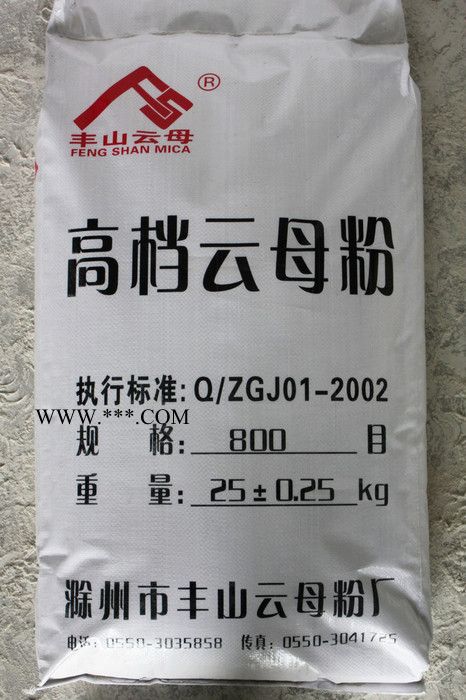 ®
丰山云母
FENG SHAN MICA
高档云母粉
执行标准: Q/ZGJ01-2002
WWW.***.COM
规 格: 800 目
重 量: 25±0.25 kg
滁州市丰山云母粉厂
电话: 0550-3035858 传真: 0550-3041725